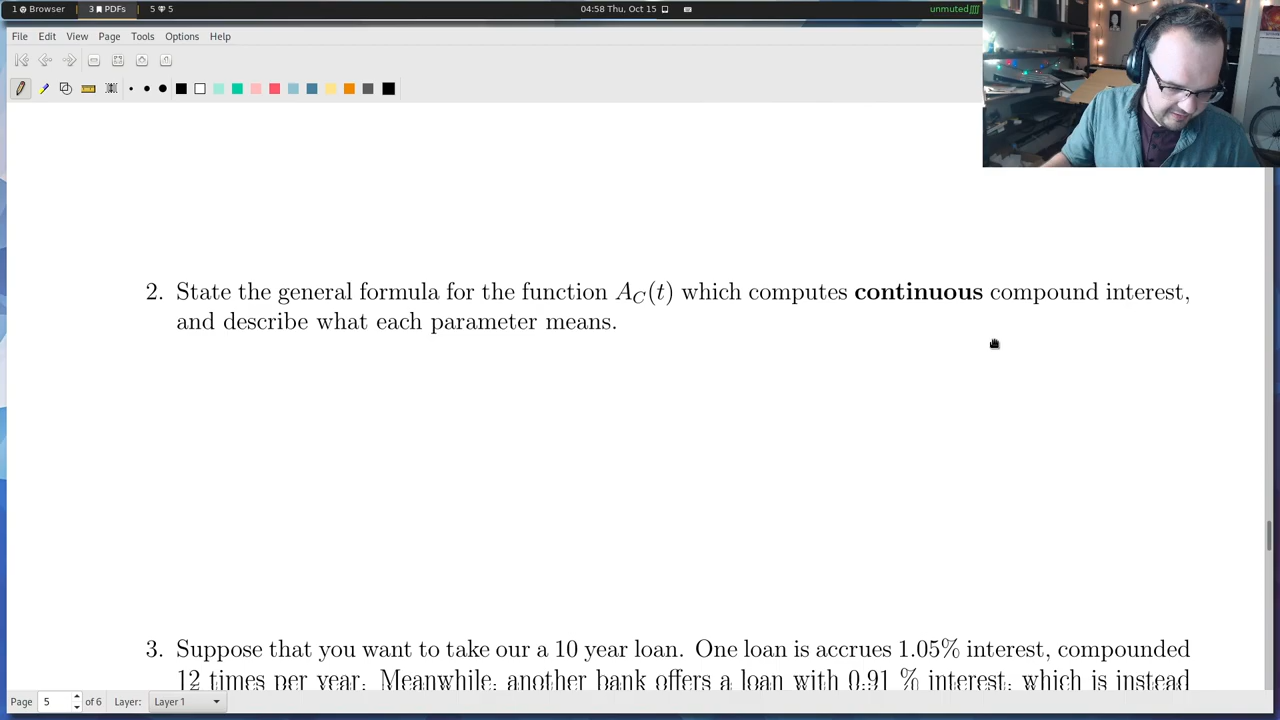 1 Browser | 3 PDFs | 5 5
04:58 Thu, Oct 15
unmuted
File Edit View Page Tools Options Help
2. State the general formula for the function A_C(t) which computes continuous compound interest,
and describe what each parameter means.
3. Suppose that you want to take our a 10 year loan. One loan is accrues 1.05% interest, compounded
12 times per year. Meanwhile, another bank offers a loan with 0.91 % interest, which is instead
Page 5 of 6 Layer: Layer 1